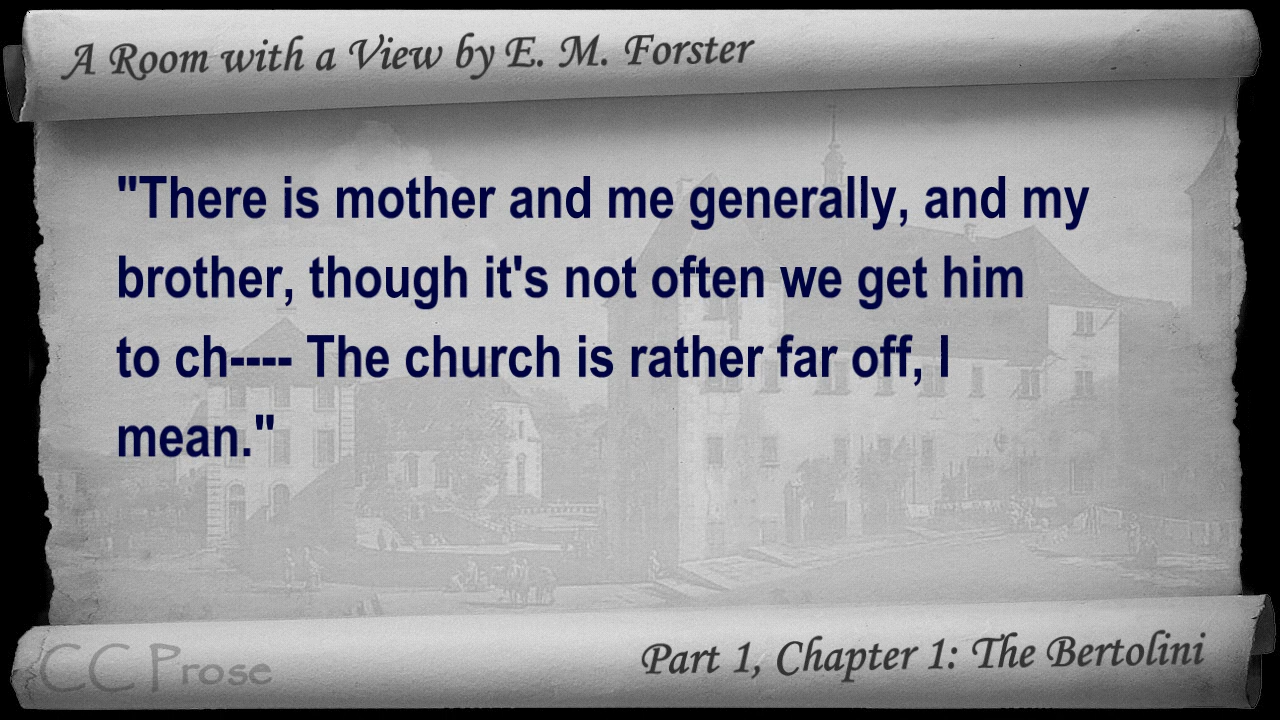 A Room with a View by E. M. Forster
"There is mother and me generally, and my
brother, though it's not often we get him
to ch---- The church is rather far off, I
mean."
CC Prose
Part 1, Chapter 1: The Bertolini